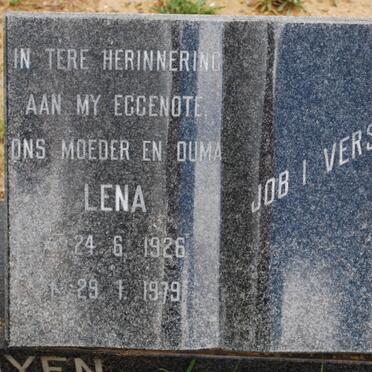 IN TERE HERINNERING
AAN MY EGGENOTE,
ONS MOEDER EN OUMA
LENA
24. 6. 1926
29. 1. 1979
JOB I VERS
YEN